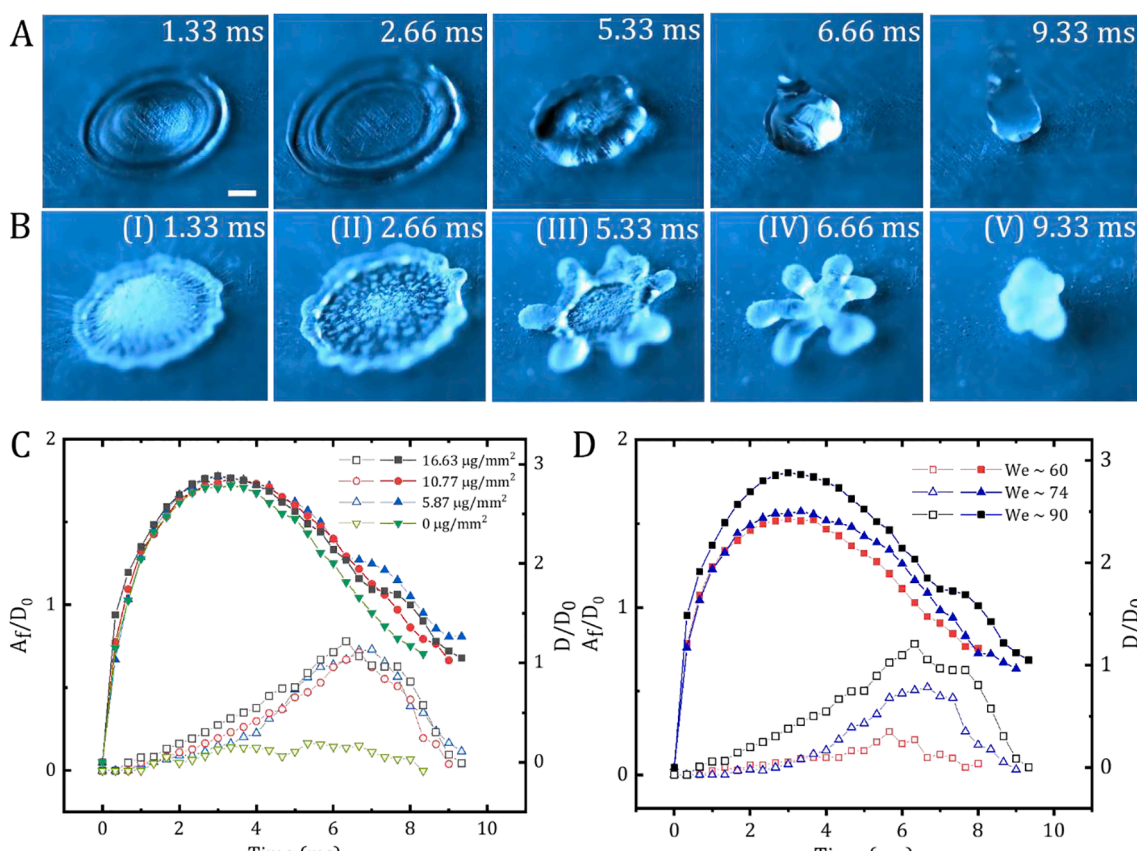 A 1.33 ms 2.66 ms 5.33 ms 6.66 ms 9.33 ms
B (I) 1.33 ms (II) 2.66 ms (III) 5.33 ms (IV) 6.66 ms (V) 9.33 ms
C
2
1
0
A_f/D_0
16.63 µg/mm²
10.77 µg/mm²
5.87 µg/mm²
0 µg/mm²
3
2
1
0
D/D_0
0 2 4 6 8 10
Time (ms)
D
2
1
0
A_f/D_0
We ~ 60
We ~ 74
We ~ 90
3
2
1
0
D/D_0
0 2 4 6 8 10